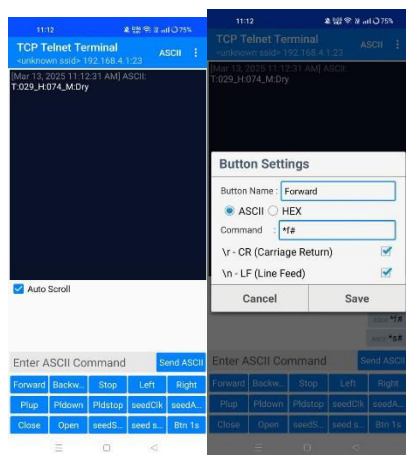 11:12
75%
TCP Telnet Terminal
<unknown ssid> 192.168.4.1:23
ASCII
[Mar 13, 2025 11:12:31 AM] ASCII:
T:029_H:074_M:Dry
Auto Scroll
Enter ASCII Command
Send ASCII
Forward Backw... Stop Left Right
Plup Pldown Pldstop seedClk seedA...
Close Open seedS... seed s... Btn 1s
11:12
75%
TCP Telnet Terminal
<unknown ssid> 192.168.4.1:23
ASCII
[Mar 13, 2025 11:12:31 AM] ASCII:
T:029_H:074_M:Dry
Button Settings
Button Name : Forward
ASCII HEX
Command : *f#
\r - CR (Carriage Return)
\n - LF (Line Feed)
Cancel Save
*f#
*s#
Enter ASCII Command
Send ASCII
Forward Backw... Stop Left Right
Plup Pldown Pldstop seedClk seedA...
Close Open seedS... seed s... Btn 1s